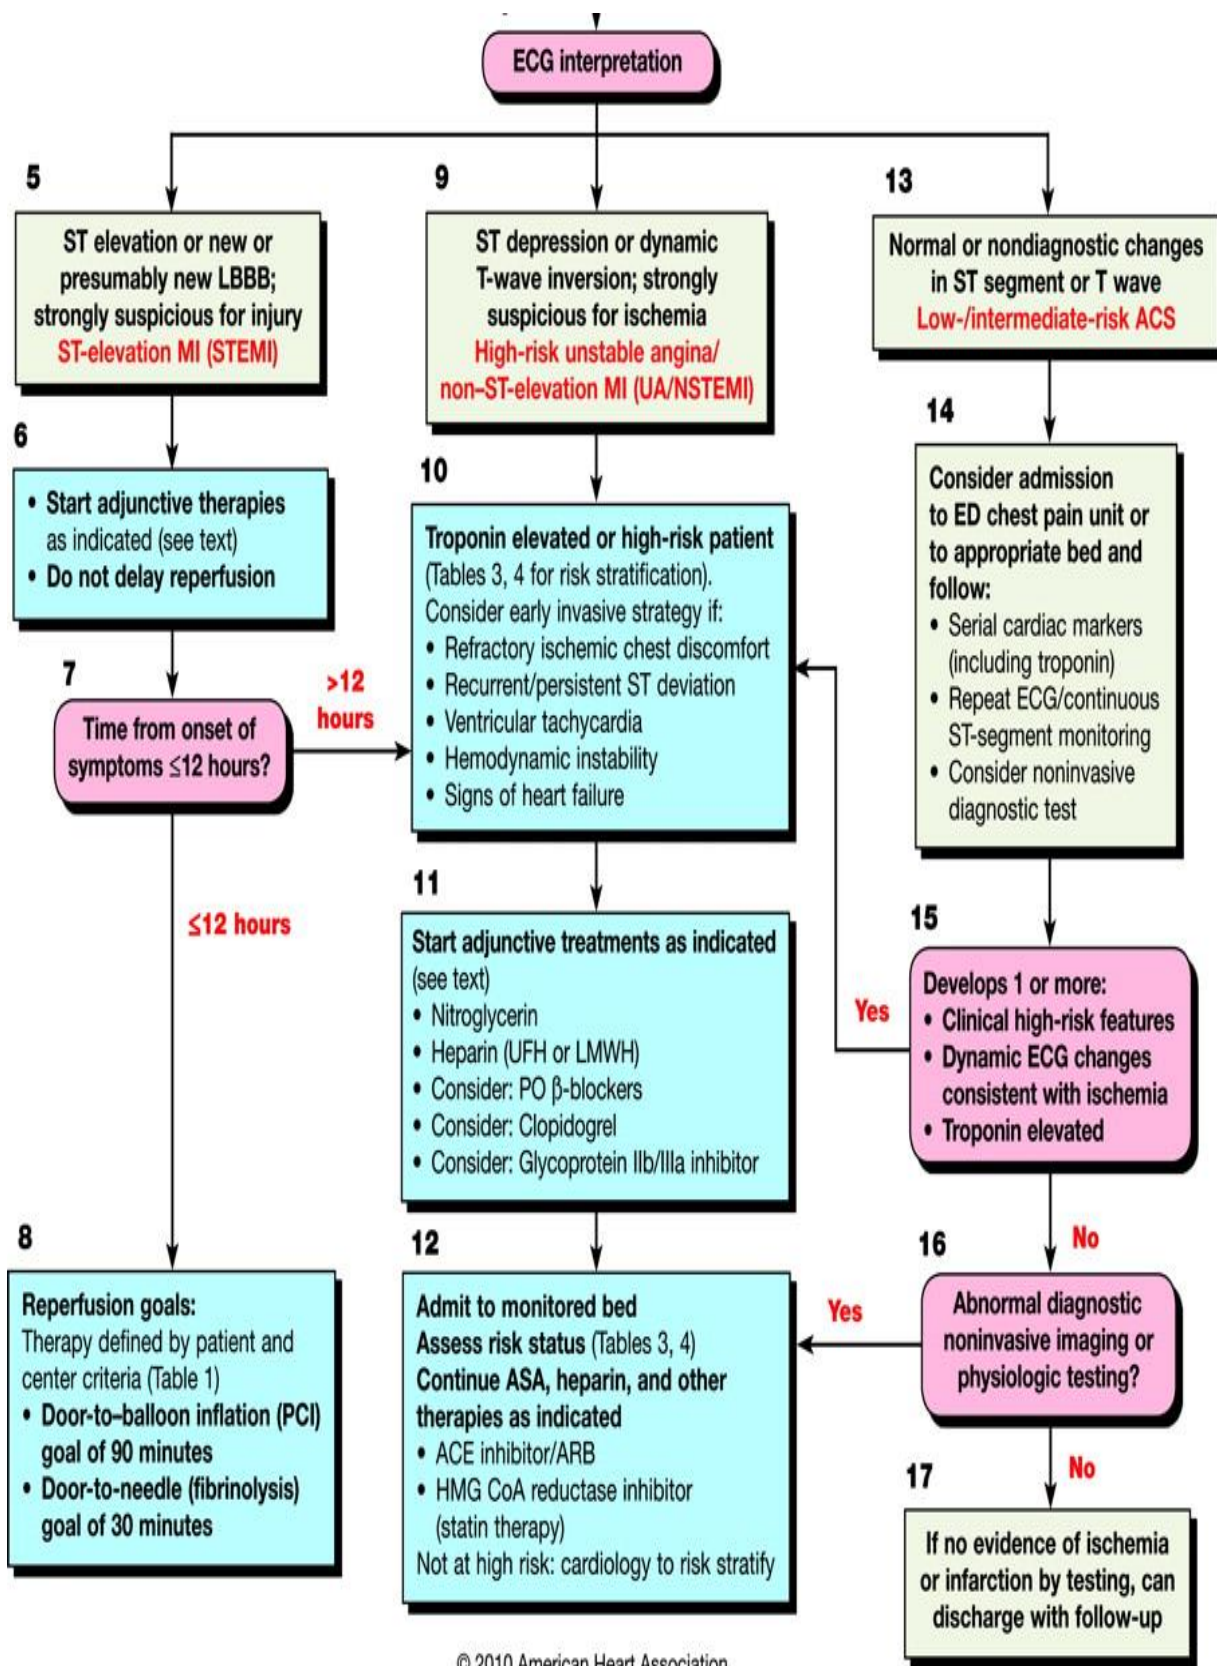 ECG interpretation
5
ST elevation or new or
presumably new LBBB;
strongly suspicious for injury
ST-elevation MI (STEMI)
6
• Start adjunctive therapies
as indicated (see text)
• Do not delay reperfusion
7
Time from onset of
symptoms ≤12 hours?
>12
hours
≤12 hours
8
Reperfusion goals:
Therapy defined by patient and
center criteria (Table 1)
• Door-to–balloon inflation (PCI)
goal of 90 minutes
• Door-to-needle (fibrinolysis)
goal of 30 minutes
9
ST depression or dynamic
T-wave inversion; strongly
suspicious for ischemia
High-risk unstable angina/
non–ST-elevation MI (UA/NSTEMI)
10
Troponin elevated or high-risk patient
(Tables 3, 4 for risk stratification).
Consider early invasive strategy if:
• Refractory ischemic chest discomfort
• Recurrent/persistent ST deviation
• Ventricular tachycardia
• Hemodynamic instability
• Signs of heart failure
11
Start adjunctive treatments as indicated
(see text)
• Nitroglycerin
• Heparin (UFH or LMWH)
• Consider: PO β-blockers
• Consider: Clopidogrel
• Consider: Glycoprotein IIb/IIIa inhibitor
12
Admit to monitored bed
Assess risk status (Tables 3, 4)
Continue ASA, heparin, and other
therapies as indicated
• ACE inhibitor/ARB
• HMG CoA reductase inhibitor
(statin therapy)
Not at high risk: cardiology to risk stratify
13
Normal or nondiagnostic changes
in ST segment or T wave
Low-/intermediate-risk ACS
14
Consider admission
to ED chest pain unit or
to appropriate bed and
follow:
• Serial cardiac markers
(including troponin)
• Repeat ECG/continuous
ST-segment monitoring
• Consider noninvasive
diagnostic test
15
Develops 1 or more:
• Clinical high-risk features
• Dynamic ECG changes
consistent with ischemia
• Troponin elevated
Yes
No
16
Abnormal diagnostic
noninvasive imaging or
physiologic testing?
Yes
No
17
If no evidence of ischemia
or infarction by testing, can
discharge with follow-up
© 2010 American Heart Association